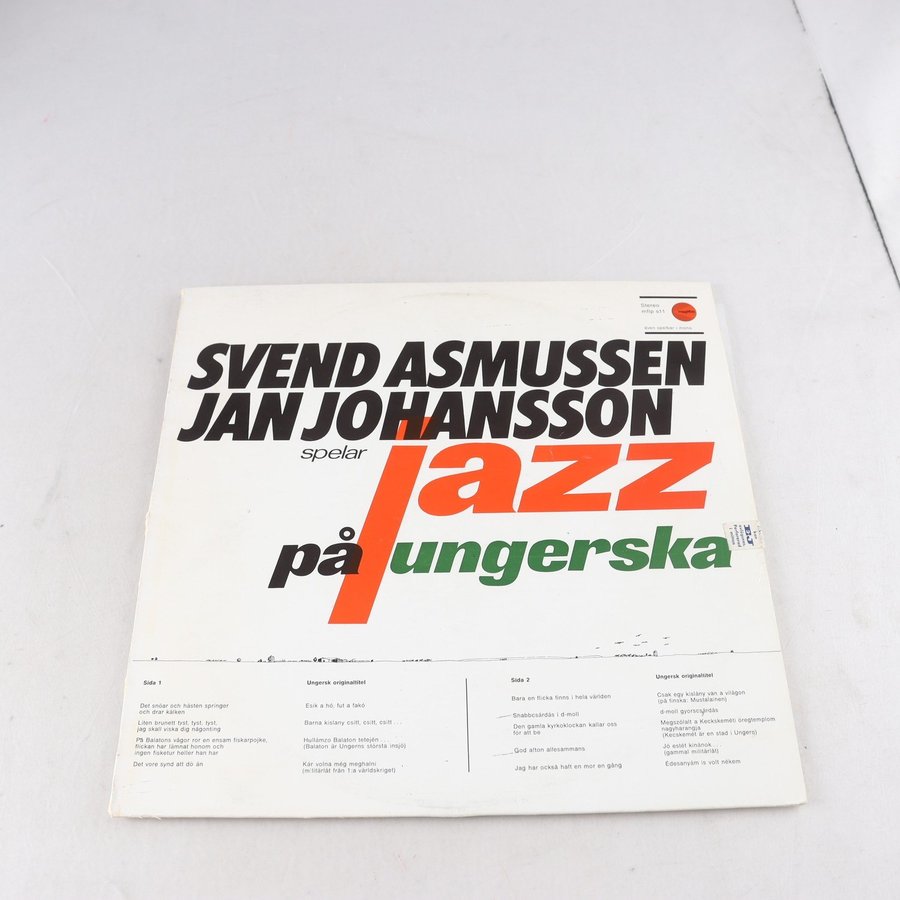 Stereo
mflp s11
även spelbar i mono
SVEND ASMUSSEN
JAN JOHANSSON
spelar jazz
på ungerska
Sida 1
Ungersk originaltitel
Det snöar och hästen springer
och drar kälken
Esik a hó, fut a fakó
Liten brunett tyst, tyst, tyst,
jag skall viska dig någonting
Barna kislány csitt, csitt, csitt . . .
På Balatons vågor ror en ensam fiskarpojke,
flickan har lämnat honom och
ingen fisketur heller han har
Hullámzo Balaton tetején . . .
(Balaton är Ungerns största insjö)
Det vore synd att dö än
Kár volna még meghalni
(militärlåt från 1:a världskriget)
Sida 2
Ungersk originaltitel
Bara en flicka finns i hela världen
Csak egy kislány van a világon
(på finska: Mustalainen)
Snabbcsárdás i d-moll
d-moll gyorscsárdás
Den gamla kyrkoklockan kallar oss
för att be
Megszólalt a Kecskeméti öregtemplom
nagyharangja
(Kecskemét är en stad i Ungern)
God afton allesammans
Jó estét kinánok . .
(gammal militärlåt)
Jag har också haft en mor en gång
Édesanyám is volt nékem